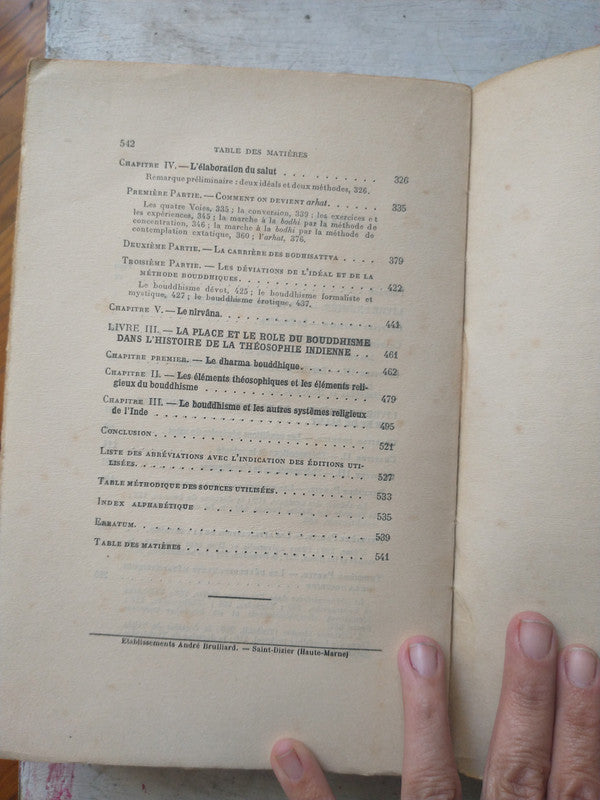 542
TABLE DES MATIÈRES
CHAPITRE IV. — L'élaboration du salut . . . . . . . . . . 326
Remarque préliminaire : deux idéals et deux méthodes, 326.
PREMIÈRE PARTIE. — COMMENT ON DEVIENT arhat. . . . . . 335
Les quatre Voies, 335 ; la conversion, 339 ; les exercices et
les expériences, 345 ; la marche à la bodhi par la méthode de
concentration, 346 ; la marche à la bodhi par la méthode de
contemplation extatique, 360 ; l'arhat, 376.
DEUXIÈME PARTIE. — LA CARRIÈRE DES BODHISATTVA . . . . 379
TROISIÈME PARTIE. — LES DÉVIATIONS DE L'IDÉAL ET DE LA
MÉTHODE BOUDDHIQUES. . . . . . . . . . . . . . 422
Le bouddhisme dévot, 425 ; le bouddhisme formaliste et
mystique, 427 ; le bouddhisme érotique, 437.
CHAPITRE V. — Le nirvâna. . . . . . . . . . . . . . . 441
LIVRE III. — LA PLACE ET LE ROLE DU BOUDDHISME
DANS L'HISTOIRE DE LA THÉOSOPHIE INDIENNE . . 461
CHAPITRE PREMIER. — Le dharma bouddhique. . . . . . . . 462
CHAPITRE II. — Les éléments théosophiques et les éléments reli-
gieux du bouddhisme . . . . . . . . . . . . . . . 479
CHAPITRE III. — Le bouddhisme et les autres systèmes religieux
de l'Inde . . . . . . . . . . . . . . . . . . . . 495
CONCLUSION. . . . . . . . . . . . . . . . . . . . . 521
LISTE DES ABRÉVIATIONS AVEC L'INDICATION DES ÉDITIONS UTI-
LISÉES. . . . . . . . . . . . . . . . . . . . . . 527
TABLE MÉTHODIQUE DES SOURCES UTILISÉES. . . . . . . . . 533
INDEX ALPHABÉTIQUE . . . . . . . . . . . . . . . . . 535
ERRATUM. . . . . . . . . . . . . . . . . . . . . . 539
TABLE DES MATIÈRES . . . . . . . . . . . . . . . . . 541
Etablissements André Brulliard. — Saint-Dizier (Haute-Marne)